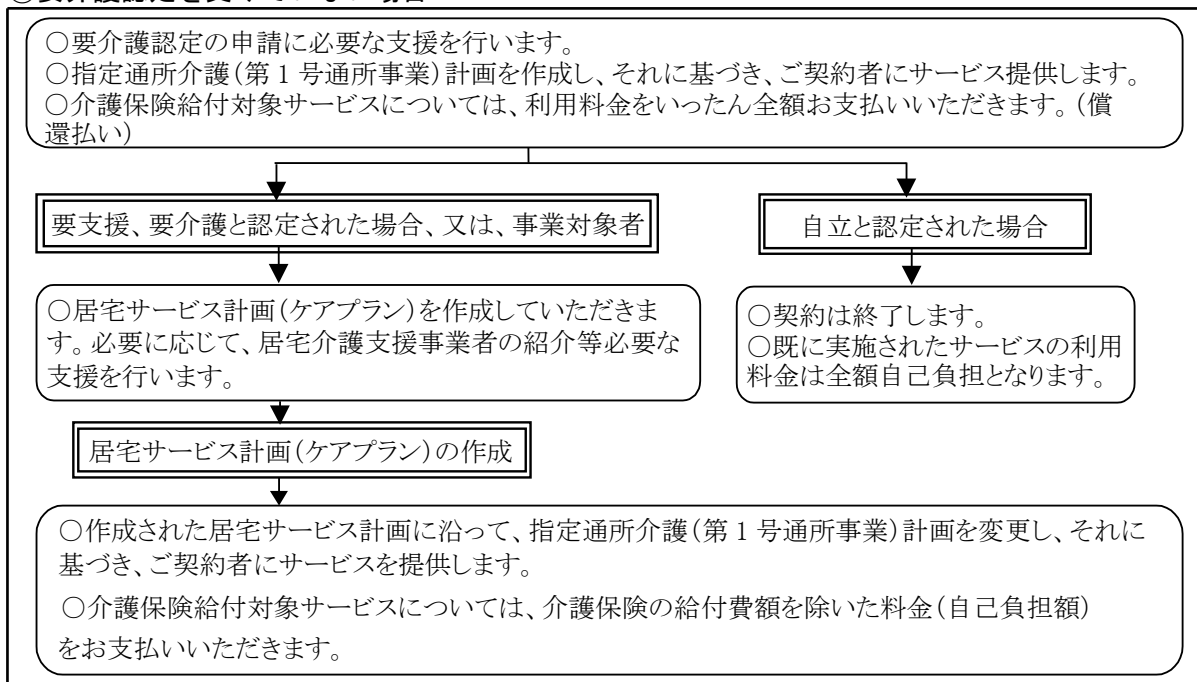 ○要介護認定の申請に必要な支援を行います。
○指定通所介護(第1号通所事業)計画を作成し、それに基づき、ご契約者にサービス提供します。
○介護保険給付対象サービスについては、利用料金をいったん全額お支払いいただきます。(償
還払い)
要支援、要介護と認定された場合、又は、事業対象者
自立と認定された場合
○居宅サービス計画(ケアプラン)を作成していただきま
す。必要に応じて、居宅介護支援事業者の紹介等必要な
支援を行います。
○契約は終了します。
○既に実施されたサービスの利用
料金は全額自己負担となります。
居宅サービス計画(ケアプラン)の作成
○作成された居宅サービス計画に沿って、指定通所介護(第1号通所事業)計画を変更し、それに
基づき、ご契約者にサービスを提供します。
○介護保険給付対象サービスについては、介護保険の給付費額を除いた料金(自己負担額)
をお支払いいただきます。